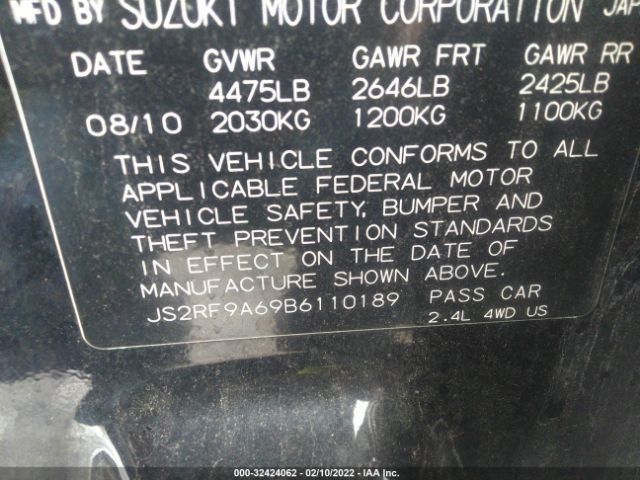 MFD BY SUZUKI MOTOR CORPORATION
DATE GVWR GAWR FRT GAWR RR
4475LB 2646LB 2425LB
08/10 2030KG 1200KG 1100KG
THIS VEHICLE CONFORMS TO ALL
APPLICABLE FEDERAL MOTOR
VEHICLE SAFETY, BUMPER AND
THEFT PREVENTION STANDARDS
IN EFFECT ON THE DATE OF
MANUFACTURE SHOWN ABOVE.
JS2RF9A69B6110189 PASS CAR
2.4L 4WD US
000-32424062 - 02/10/2022 - IAA Inc.